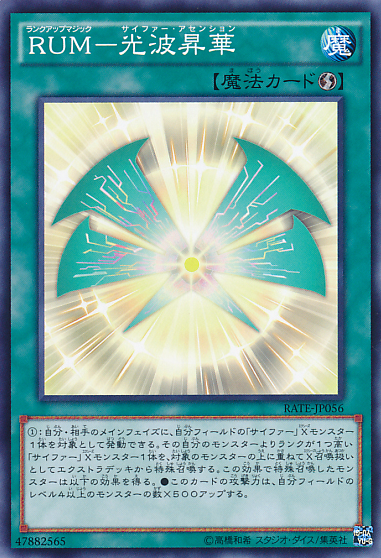 ランクアップマジック サイファー・アセンション
RUM－光波昇華
魔
【魔法カード】
RATE-JP056
①：自分・相手のメインフェイズに、自分フィールドの「サイファー」Xモンスター
1体を対象として発動できる。その自分のモンスターよりランクが1つ高い
「サイファー」Xモンスター1体を、対象のモンスターの上に重ねてX召喚扱い
としてエクストラデッキから特殊召喚する。この効果で特殊召喚したモン
スターは以下の効果を得る。●このカードの攻撃力は、自分フィールドの
レベル4以上のモンスターの数×500アップする。
47882565
©高橋和希 スタジオ・ダイス/集英社